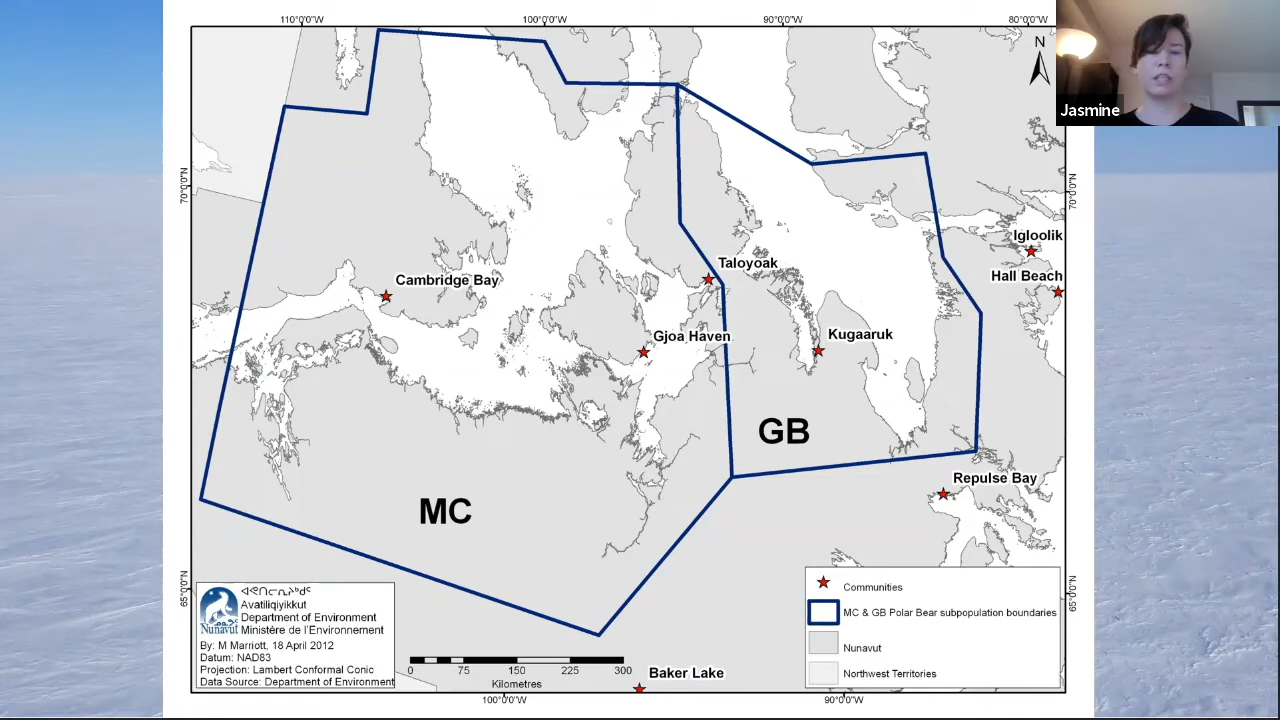 110°0'0"W
100°0'0"W
90°0'0"W
80°0'0"W
N
Jasmine
70°0'0"N
70°0'0"N
Igloolik
Hall Beach
Taloyoak
Cambridge Bay
Gjoa Haven
Kugaaruk
GB
Repulse Bay
MC
65°0'0"N
65°0'0"N
Nunavut
Avatiliqiyikkut
Department of Environment
Ministère de l'Environnement
By: M Marriott, 18 April 2012
Datum: NAD83
Projection: Lambert Conformal Conic
Data Source: Department of Environment
0 75 150 225 300
Kilometres
Baker Lake
Communities
MC & GB Polar Bear subpopulation boundaries
Nunavut
Northwest Territories
100°0'0"W
90°0'0"W